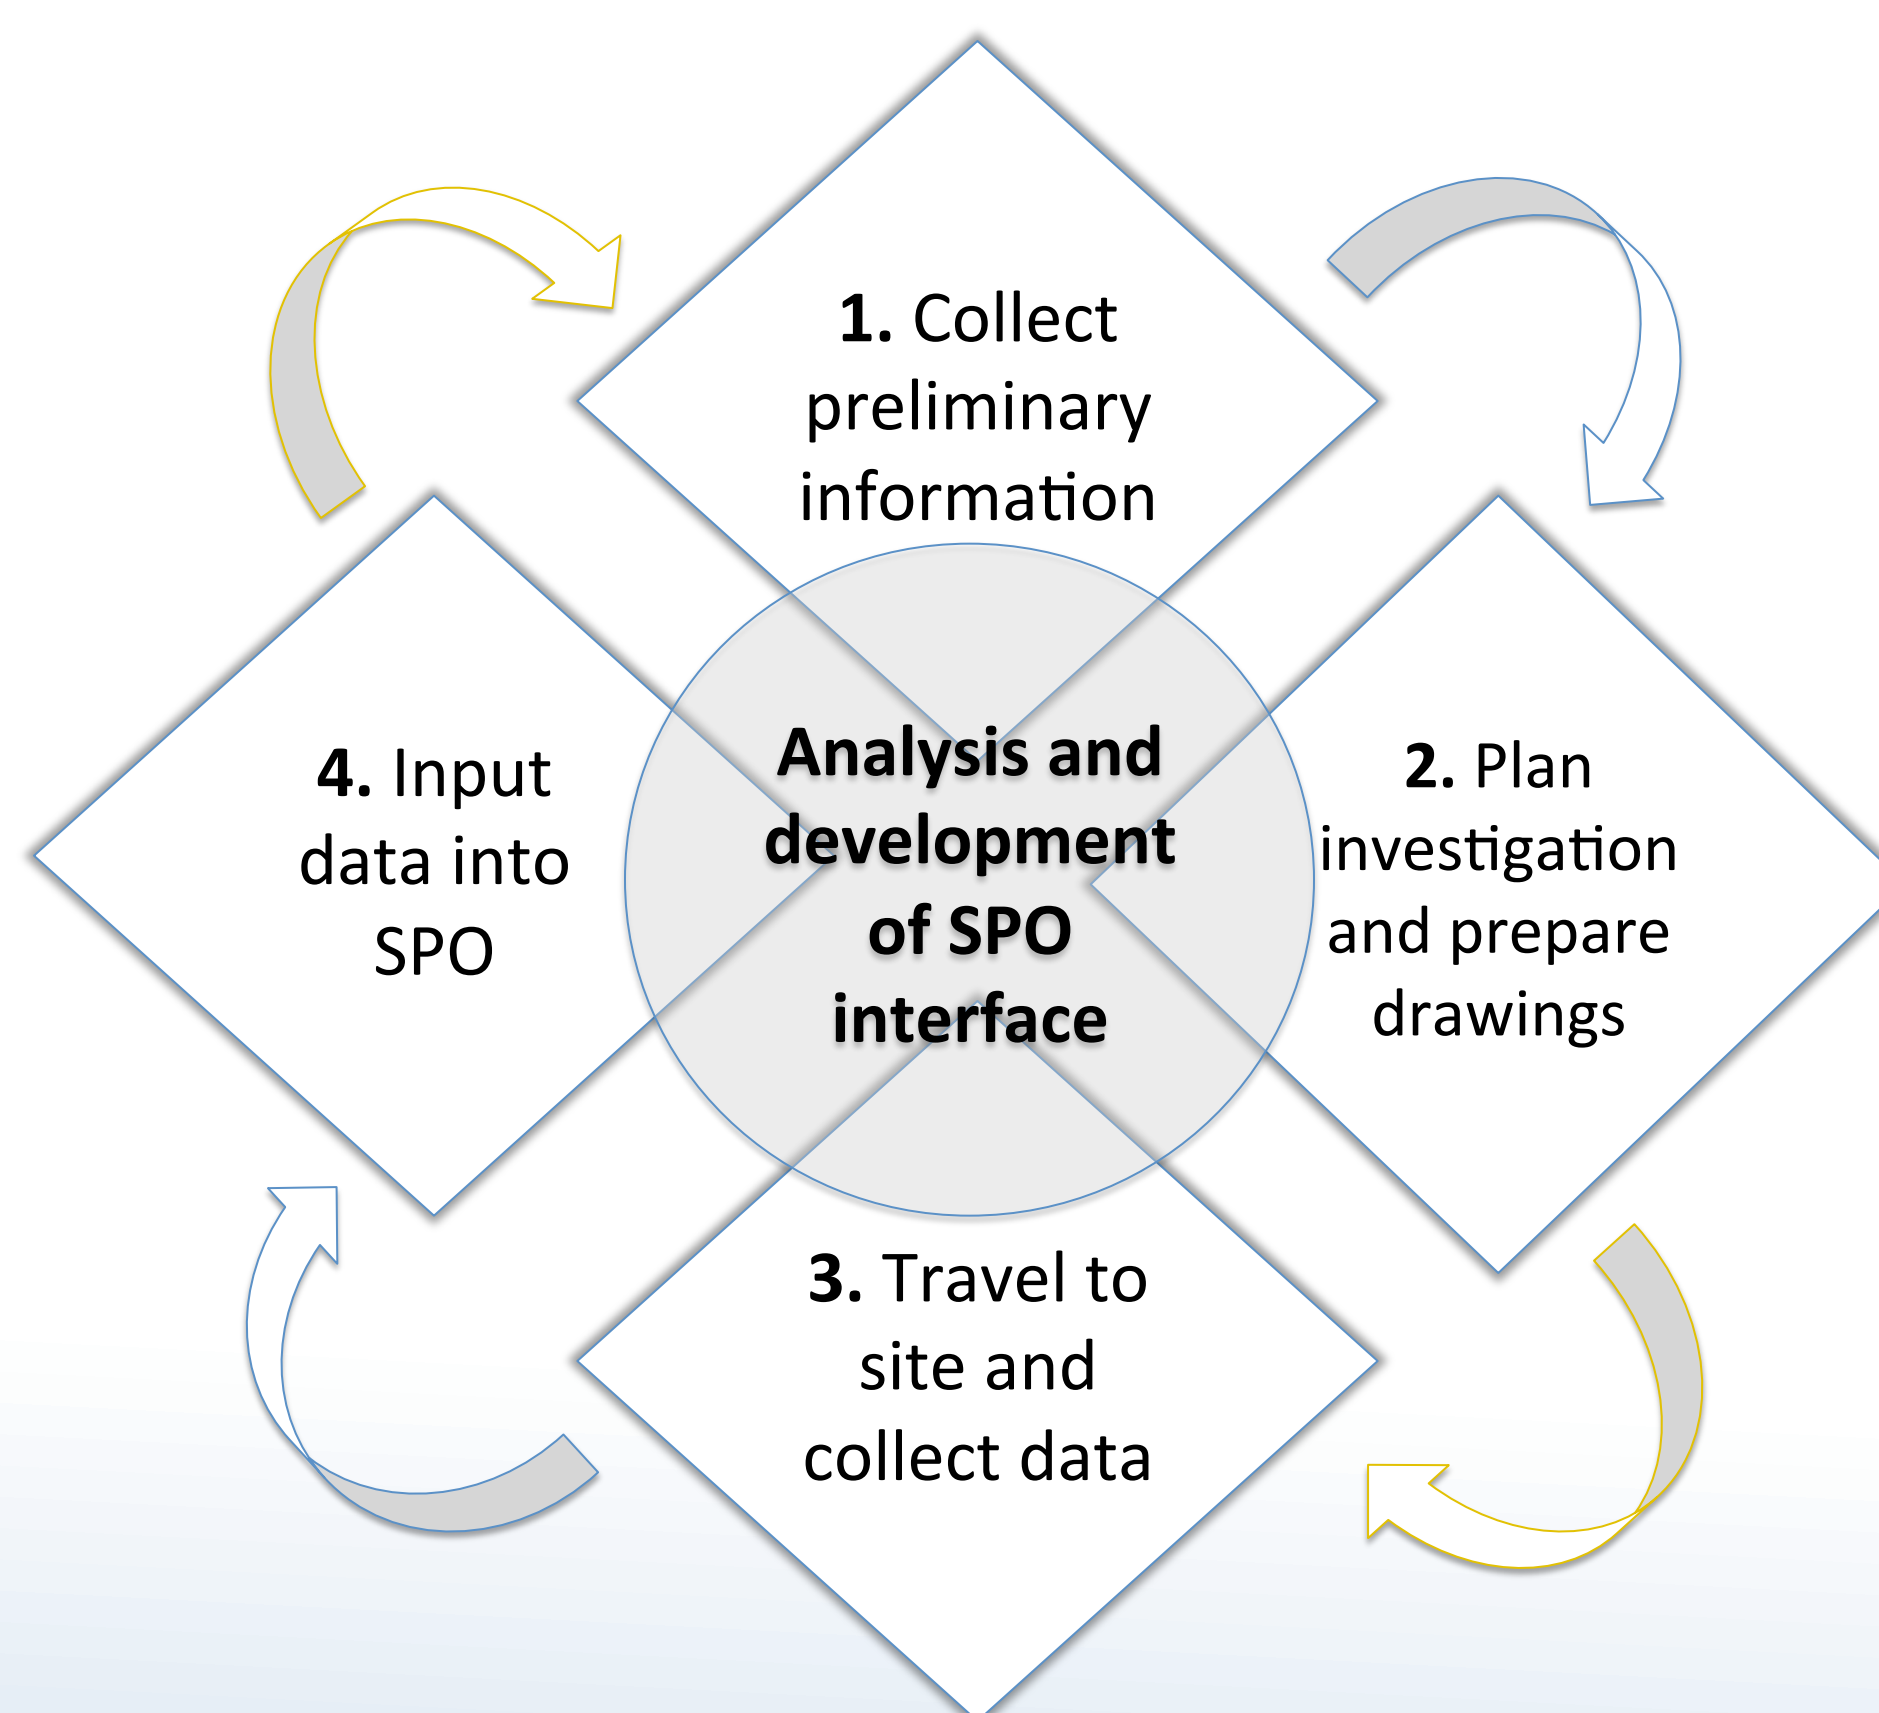 1. Collect
preliminary
information
2. Plan
investigation
and prepare
drawings
3. Travel to
site and
collect data
4. Input
data into
SPO
Analysis and
development
of SPO
interface